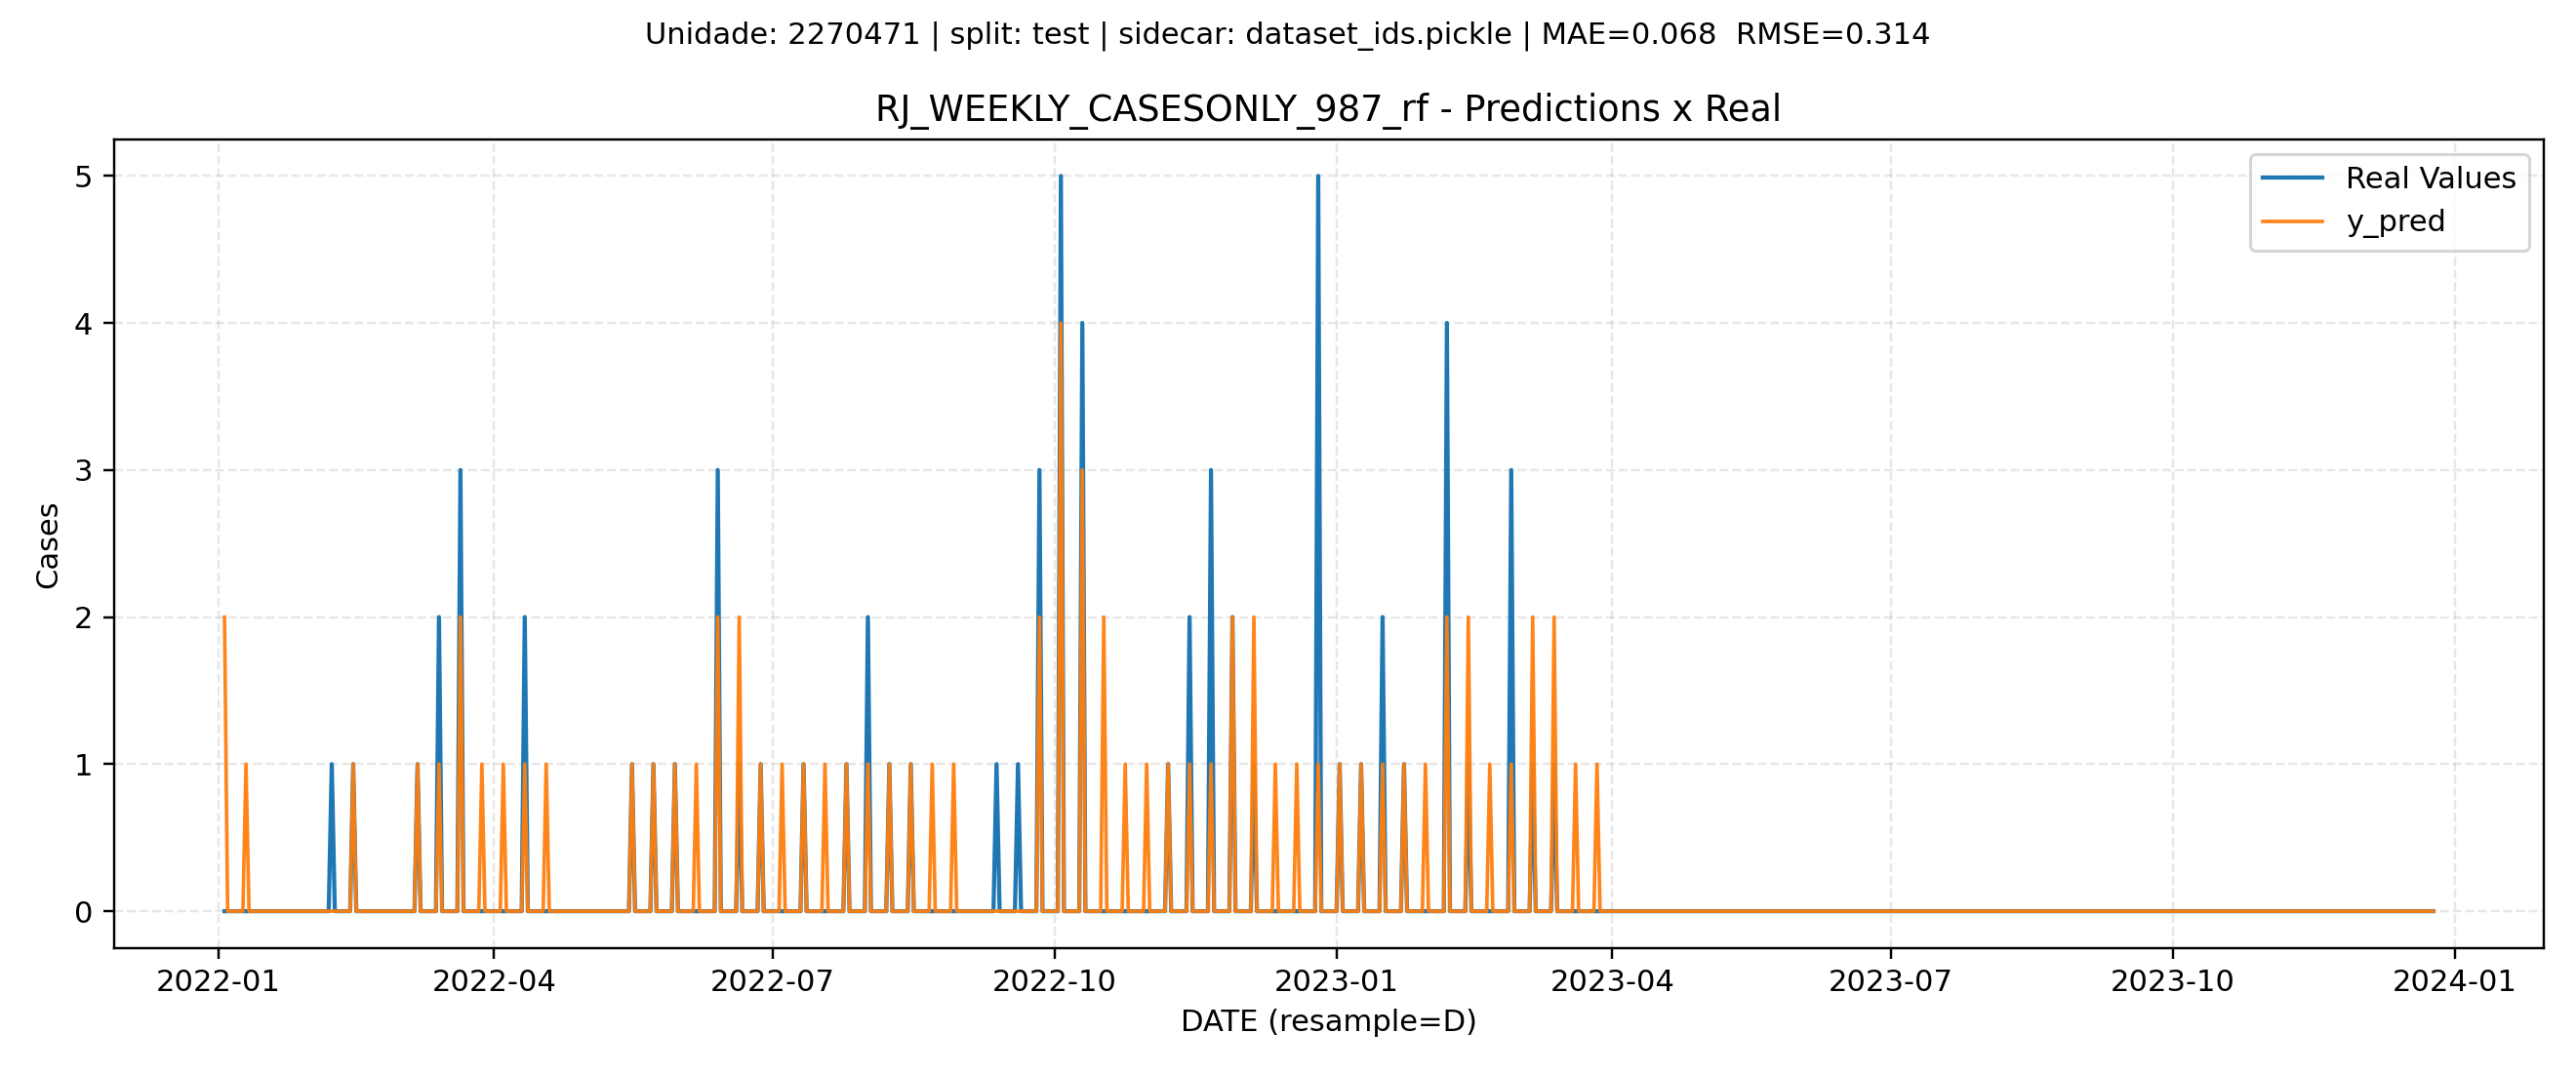 Unidade: 2270471 | split: test | sidecar: dataset_ids.pickle | MAE=0.068  RMSE=0.314
RJ_WEEKLY_CASESONLY_987_rf - Predictions x Real
Real Values
y_pred
Cases
5
4
3
2
1
0
2022-01
2022-04
2022-07
2022-10
2023-01
2023-04
2023-07
2023-10
2024-01
DATE (resample=D)